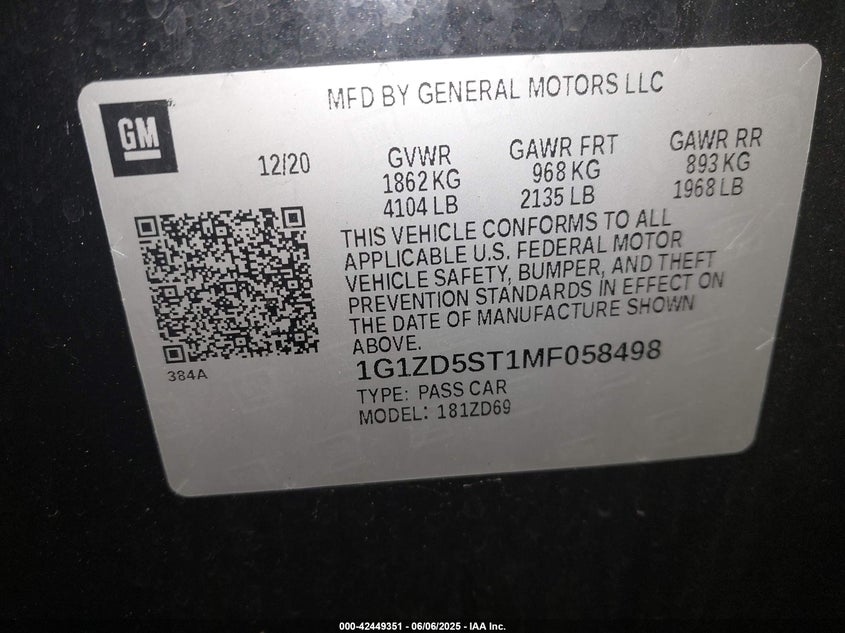 MFD BY GENERAL MOTORS LLC
GM
12/20
GVWR
1862 KG
4104 LB
GAWR FRT
968 KG
2135 LB
GAWR RR
893 KG
1968 LB
THIS VEHICLE CONFORMS TO ALL
APPLICABLE U.S. FEDERAL MOTOR
VEHICLE SAFETY, BUMPER, AND THEFT
PREVENTION STANDARDS IN EFFECT ON
THE DATE OF MANUFACTURE SHOWN
ABOVE.
384A
1G1ZD5ST1MF058498
TYPE: PASS CAR
MODEL: 181ZD69
000-42449351 - 06/06/2025 - IAA Inc.